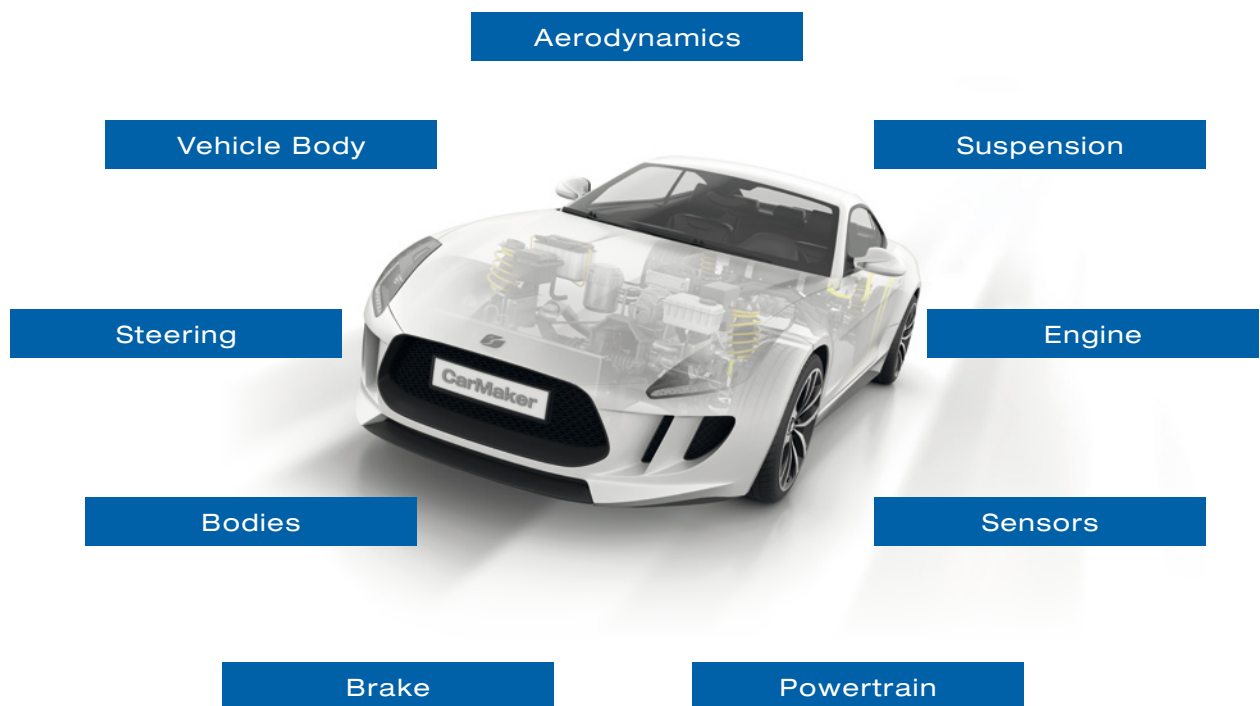 Aerodynamics
Vehicle Body
Suspension
Steering
Engine
CarMaker
Bodies
Sensors
Brake
Powertrain